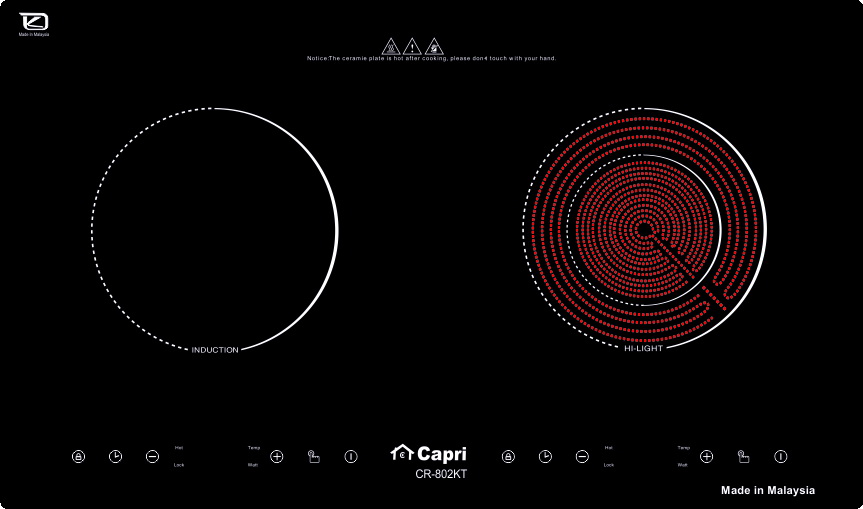 Made in Malaysia
Notice:The ceramic plate is hot after cooking, please don4 touch with your hand.
INDUCTION
HI-LIGHT
Hot
Lock
Temp
Watt
Capri
CR-802KT
Hot
Lock
Temp
Watt
Made in Malaysia